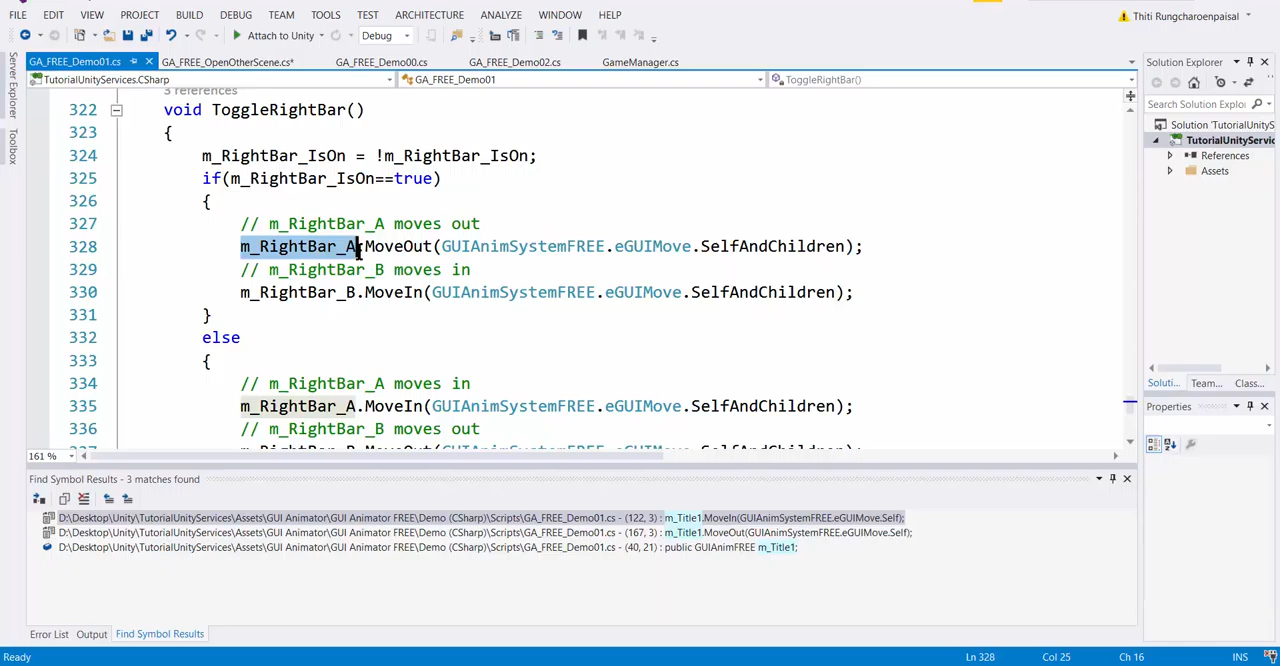 FILE EDIT VIEW PROJECT BUILD DEBUG TEAM TOOLS TEST ARCHITECTURE ANALYZE WINDOW HELP Thiti Rungcharoenpaisal
Attach to Unity Debug
GA_FREE_Demo01.cs GA_FREE_OpenOtherScene.cs* GA_FREE_Demo00.cs GA_FREE_Demo02.cs GameManager.cs
TutorialUnityServices.CSharp GA_FREE_Demo01 ToggleRightBar()
3 references
322 void ToggleRightBar()
323 {
324 m_RightBar_IsOn = !m_RightBar_IsOn;
325 if(m_RightBar_IsOn==true)
326 {
327 // m_RightBar_A moves out
328 m_RightBar_A.MoveOut(GUIAnimSystemFREE.eGUIMove.SelfAndChildren);
329 // m_RightBar_B moves in
330 m_RightBar_B.MoveIn(GUIAnimSystemFREE.eGUIMove.SelfAndChildren);
331 }
332 else
333 {
334 // m_RightBar_A moves in
335 m_RightBar_A.MoveIn(GUIAnimSystemFREE.eGUIMove.SelfAndChildren);
336 // m_RightBar_B moves out
161 %
Server Explorer
Toolbox
Solution Explorer
Search Solution Explo
Solution 'TutorialUnityS
TutorialUnityServic
References
Assets
Soluti... Team... Class...
Properties
Find Symbol Results - 3 matches found
D:\Desktop\Unity\TutorialUnityServices\Assets\GUI Animator\GUI Animator FREE\Demo (CSharp)\Scripts\GA_FREE_Demo01.cs - (122, 3) : m_Title1.MoveIn(GUIAnimSystemFREE.eGUIMove.Self);
D:\Desktop\Unity\TutorialUnityServices\Assets\GUI Animator\GUI Animator FREE\Demo (CSharp)\Scripts\GA_FREE_Demo01.cs - (167, 3) : m_Title1.MoveOut(GUIAnimSystemFREE.eGUIMove.Self);
D:\Desktop\Unity\TutorialUnityServices\Assets\GUI Animator\GUI Animator FREE\Demo (CSharp)\Scripts\GA_FREE_Demo01.cs - (40, 21) : public GUIAnimFREE m_Title1;
Error List Output Find Symbol Results
Ready Ln 328 Col 25 Ch 16 INS